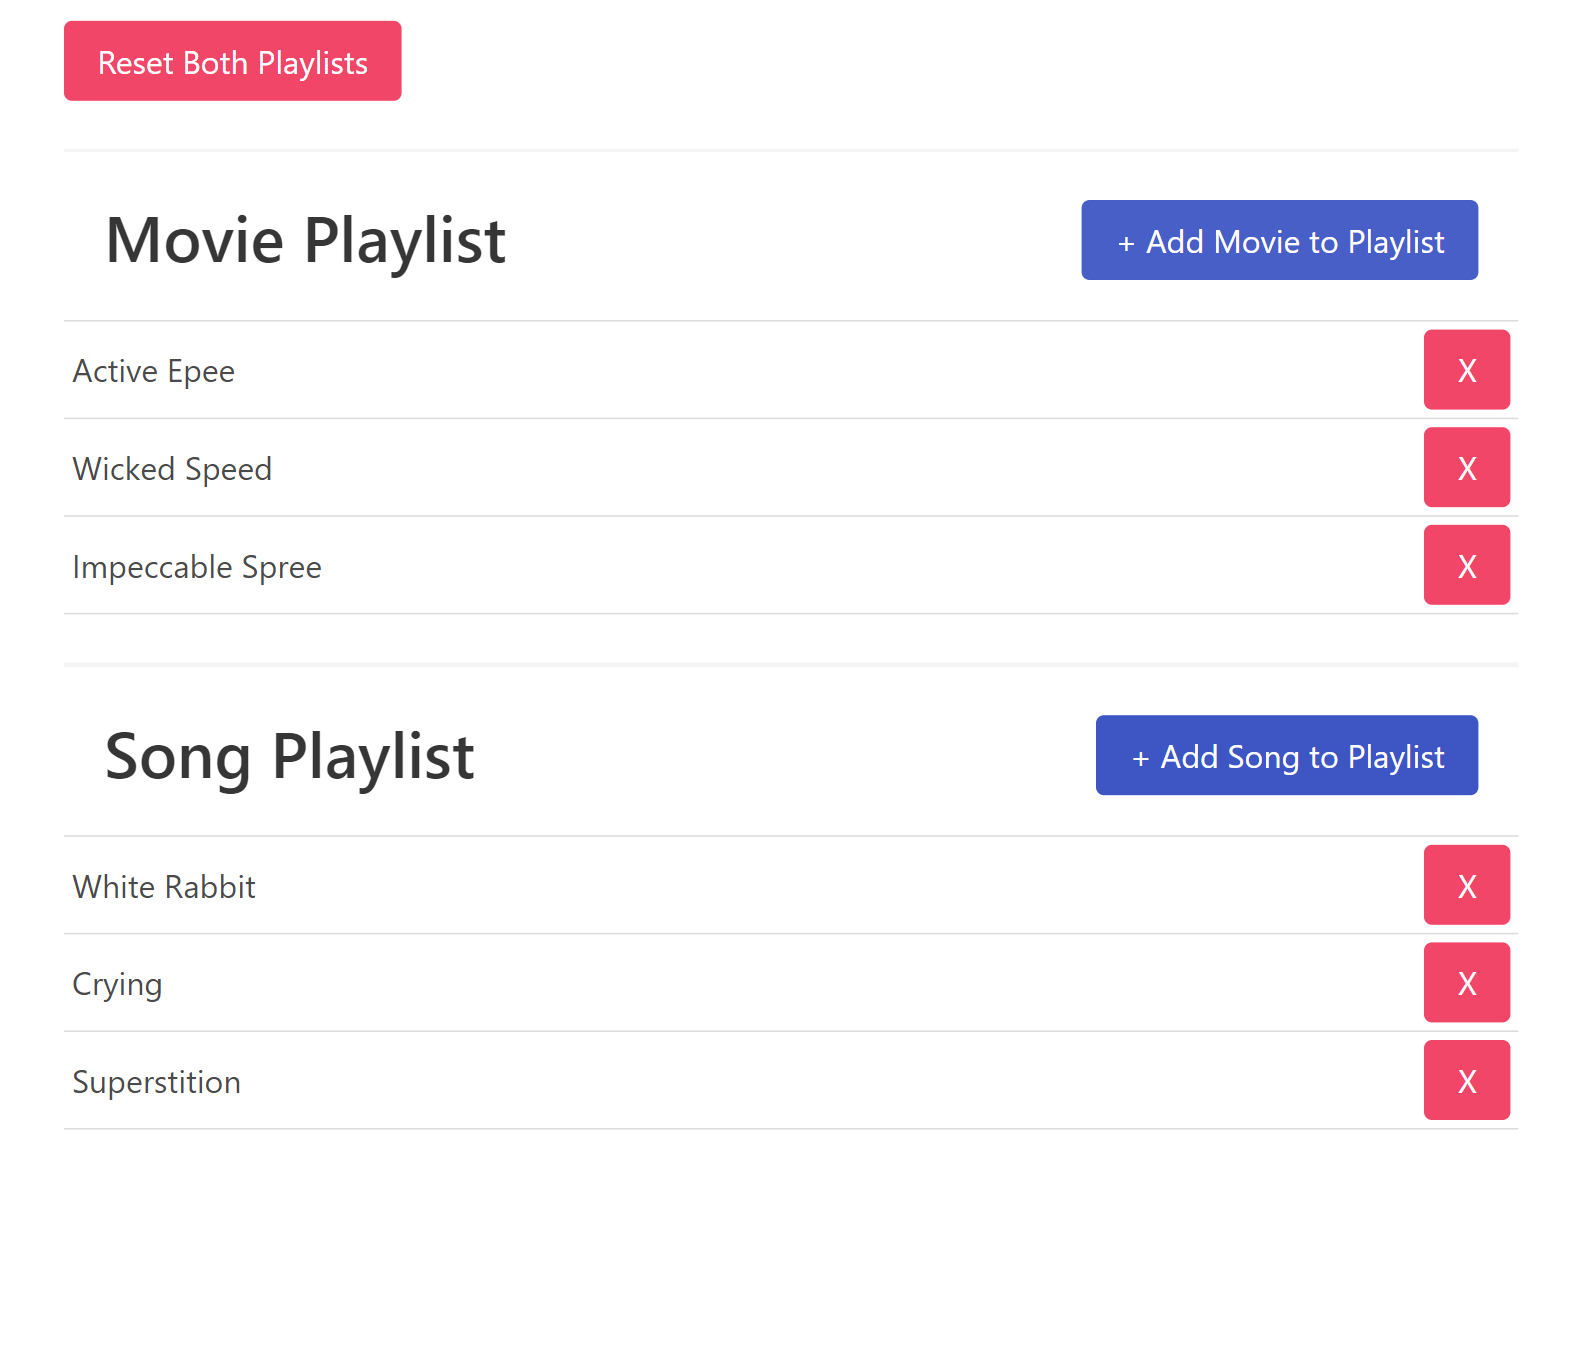 Reset Both Playlists
Movie Playlist
+ Add Movie to Playlist
Active Epee
X
Wicked Speed
X
Impeccable Spree
X
Song Playlist
+ Add Song to Playlist
White Rabbit
X
Crying
X
Superstition
X